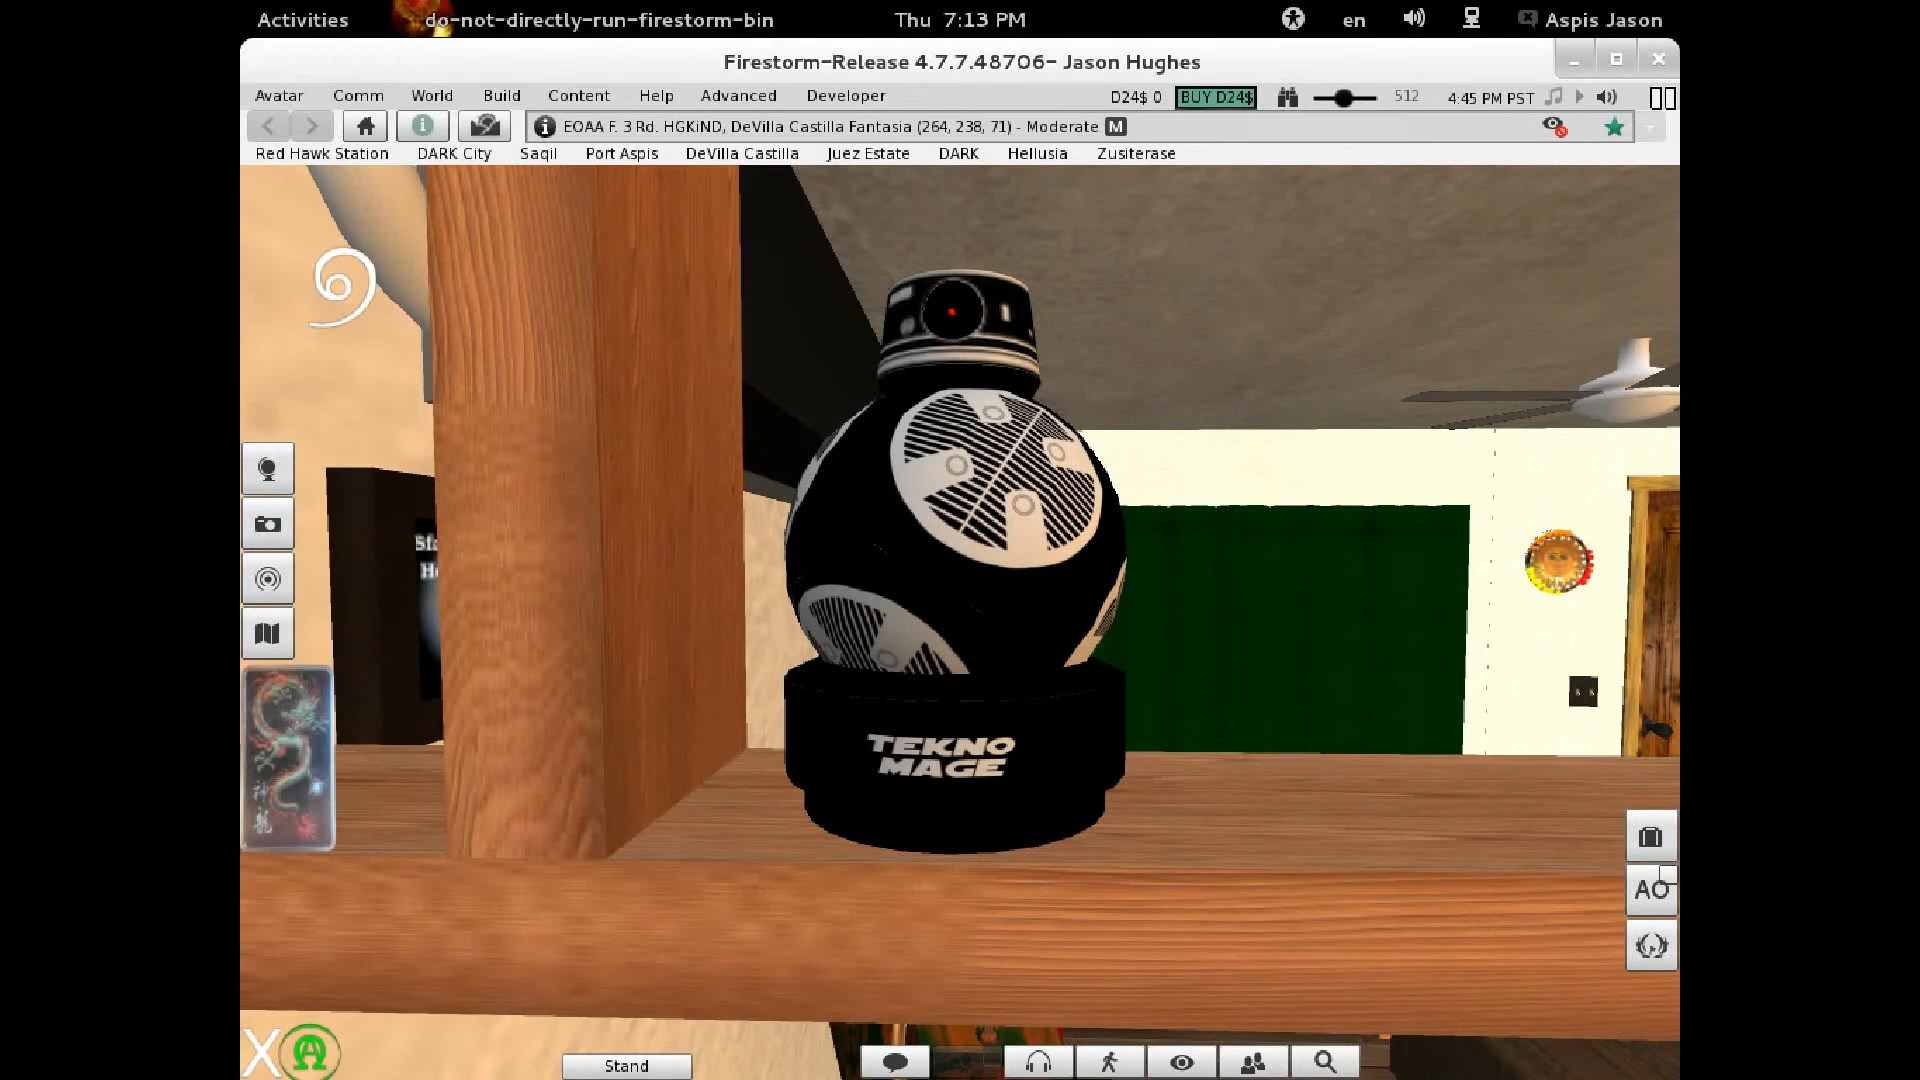 Activities do-not-directly-run-firestorm-bin Thu 7:13 PM en Aspis Jason
Firestorm-Release 4.7.7.48706- Jason Hughes
Avatar Comm World Build Content Help Advanced Developer D24$ 0 BUY D24$ 512 4:45 PM PST
EOAA F. 3 Rd. HGKiND, DeVilla Castilla Fantasia (264, 238, 71) - Moderate M
Red Hawk Station DARK City Saqil Port Aspis DeVilla Castilla Juez Estate DARK Hellusia Zusiterase
TEKNO
MAGE
神龍
AO
X
Stand